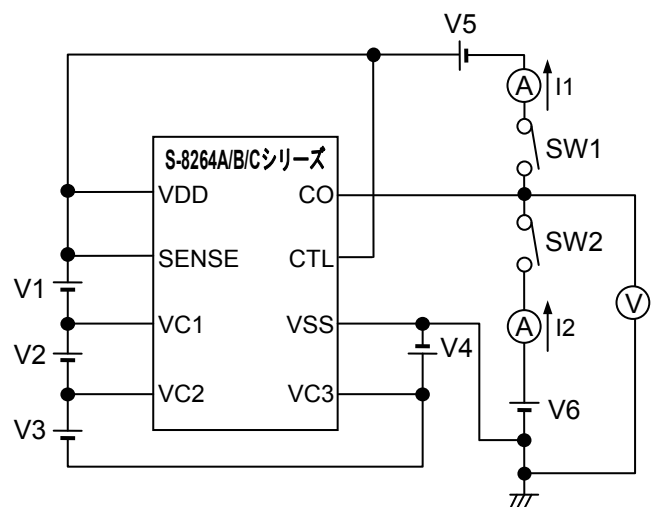 V5
A
I1
S-8264A/B/Cシリーズ
SW1
VDD
CO
SW2
SENSE
CTL
V1
V
VC1
VSS
A
I2
V2
V4
VC2
VC3
V6
V3